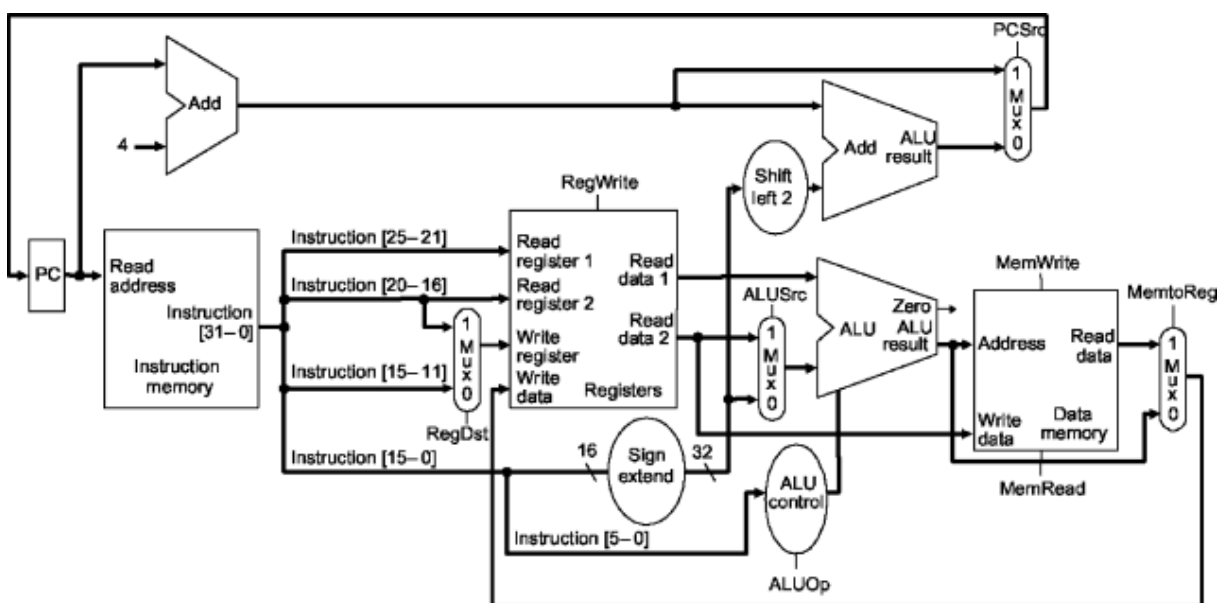 PCSrc
1
Mux
0
Add
4
Add
ALU
result
Shift
left 2
RegWrite
PC
Read
address
Instruction
[31–0]
Instruction
memory
Instruction [25–21]
Instruction [20–16]
Instruction [15–11]
Instruction [15–0]
Instruction [5–0]
1
Mux
0
RegDst
Read
register 1
Read
register 2
Write
register
Write
data
Read
data 1
Read
data 2
Registers
16
Sign
extend
32
ALUSrc
1
Mux
0
Zero
ALU
ALU
result
ALU
control
ALUOp
MemWrite
Address
Read
data
Write
data
Data
memory
MemRead
MemtoReg
1
Mux
0